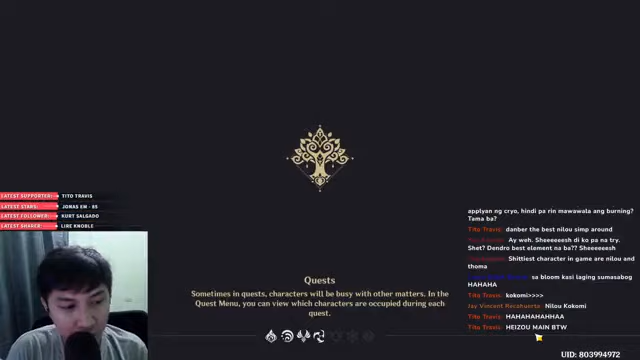 LATEST SUPPORTER: TITO TRAVIS
LATEST STARS: JONAS EM - 85
LATEST FOLLOWER: KURT SALGADO
LATEST SHARER: LIRE KNOBLE
Quests
Sometimes in quests, characters will be busy with other matters. In the
Quest Menu, you can view which characters are occupied during each
quest.
applyan ng cryo, hindi pa rin mawawala ang burning?
Tama ba?
Tito Travis: danber the best nilou simp around
Ay weh. Sheeeeeesh di ko pa na try.
Shet? Dendro best element na ba?? Sheeeeeesh
Shittiest character in game are nilou and
thoma
sa bloom kasi laging sumasabog
HAHAHA
Tito Travis: kokomi>>>>
Jay Vincent Recahuerta: Nilou Kokomi
Tito Travis: HAHAHAHAHHAA
Tito Travis: HEIZOU MAIN BTW
UID: 803994972